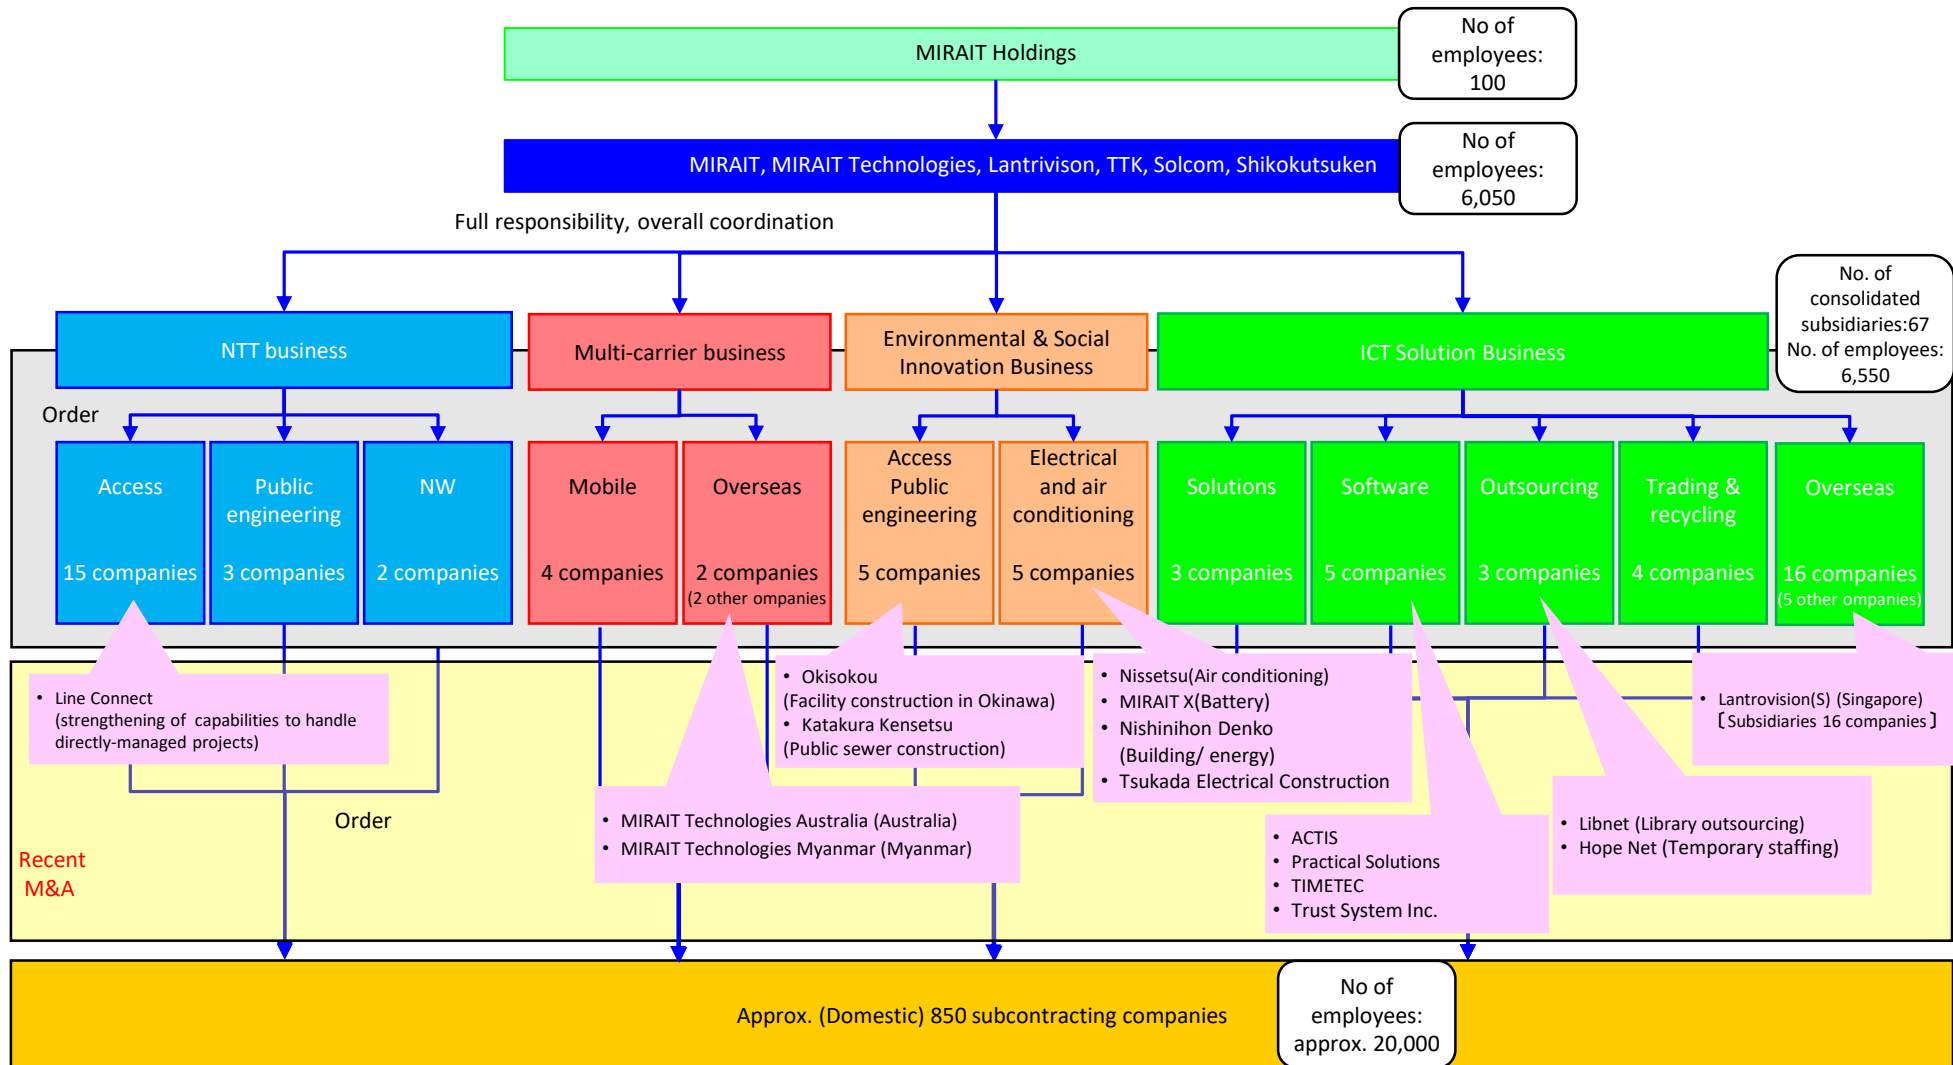 MIRAIT Holdings
No of
employees:
100
MIRAIT, MIRAIT Technologies, Lantrivison, TTK, Solcom, Shikokutsuken
No of
employees:
6,050
Full responsibility, overall coordination
No. of
consolidated
subsidiaries:67
No. of employees:
6,550
NTT business
Multi-carrier business
Environmental & Social
Innovation Business
ICT Solution Business
Order
Access
15 companies
Public
engineering
3 companies
NW
2 companies
Mobile
4 companies
Overseas
2 companies
(2 other ompanies
Access
Public
engineering
5 companies
Electrical
and air
conditioning
5 companies
Solutions
3 companies
Software
5 companies
Outsourcing
3 companies
Trading &
recycling
4 companies
Overseas
16 companies
(5 other ompanies)
• Line Connect
(strengthening of capabilities to handle
directly-managed projects)
• Okisokou
(Facility construction in Okinawa)
• Katakura Kensetsu
(Public sewer construction)
• Nissetsu(Air conditioning)
• MIRAIT X(Battery)
• Nishinihon Denko
(Building/ energy)
• Tsukada Electrical Construction
• Lantrovision(S) (Singapore)
〔Subsidiaries 16 companies〕
Order
• MIRAIT Technologies Australia (Australia)
• MIRAIT Technologies Myanmar (Myanmar)
• ACTIS
• Practical Solutions
• TIMETEC
• Trust System Inc.
• Libnet (Library outsourcing)
• Hope Net (Temporary staffing)
Recent
M&A
Approx. (Domestic) 850 subcontracting companies
No of
employees:
approx. 20,000